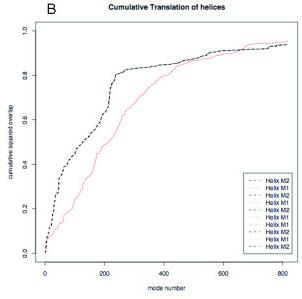 B
Cumulative Translation of helices
cumulative squared overlap
1.0
0.8
0.6
0.4
0.2
0.0
0
200
400
600
800
mode number
Helix M2
Helix M1
Helix M1
Helix M2
Helix M2
Helix M1
Helix M1
Helix M2
Helix M1
Helix M2